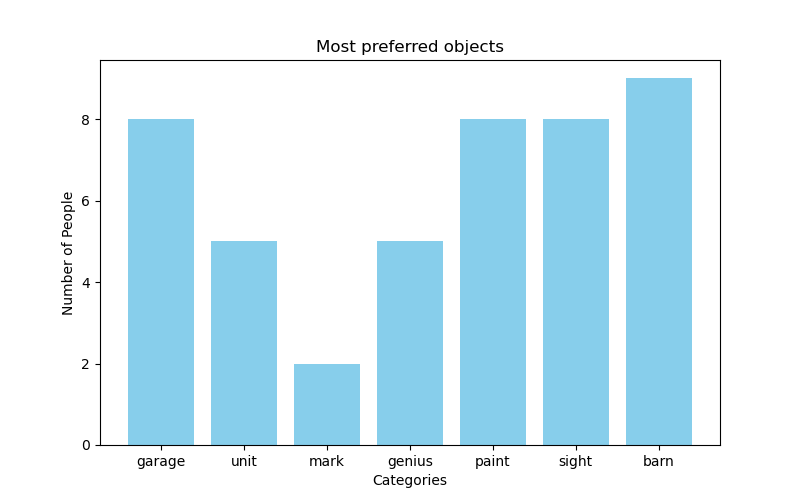 Most preferred objects
Number of People
8
6
4
2
0
garage unit mark genius paint sight barn
Categories